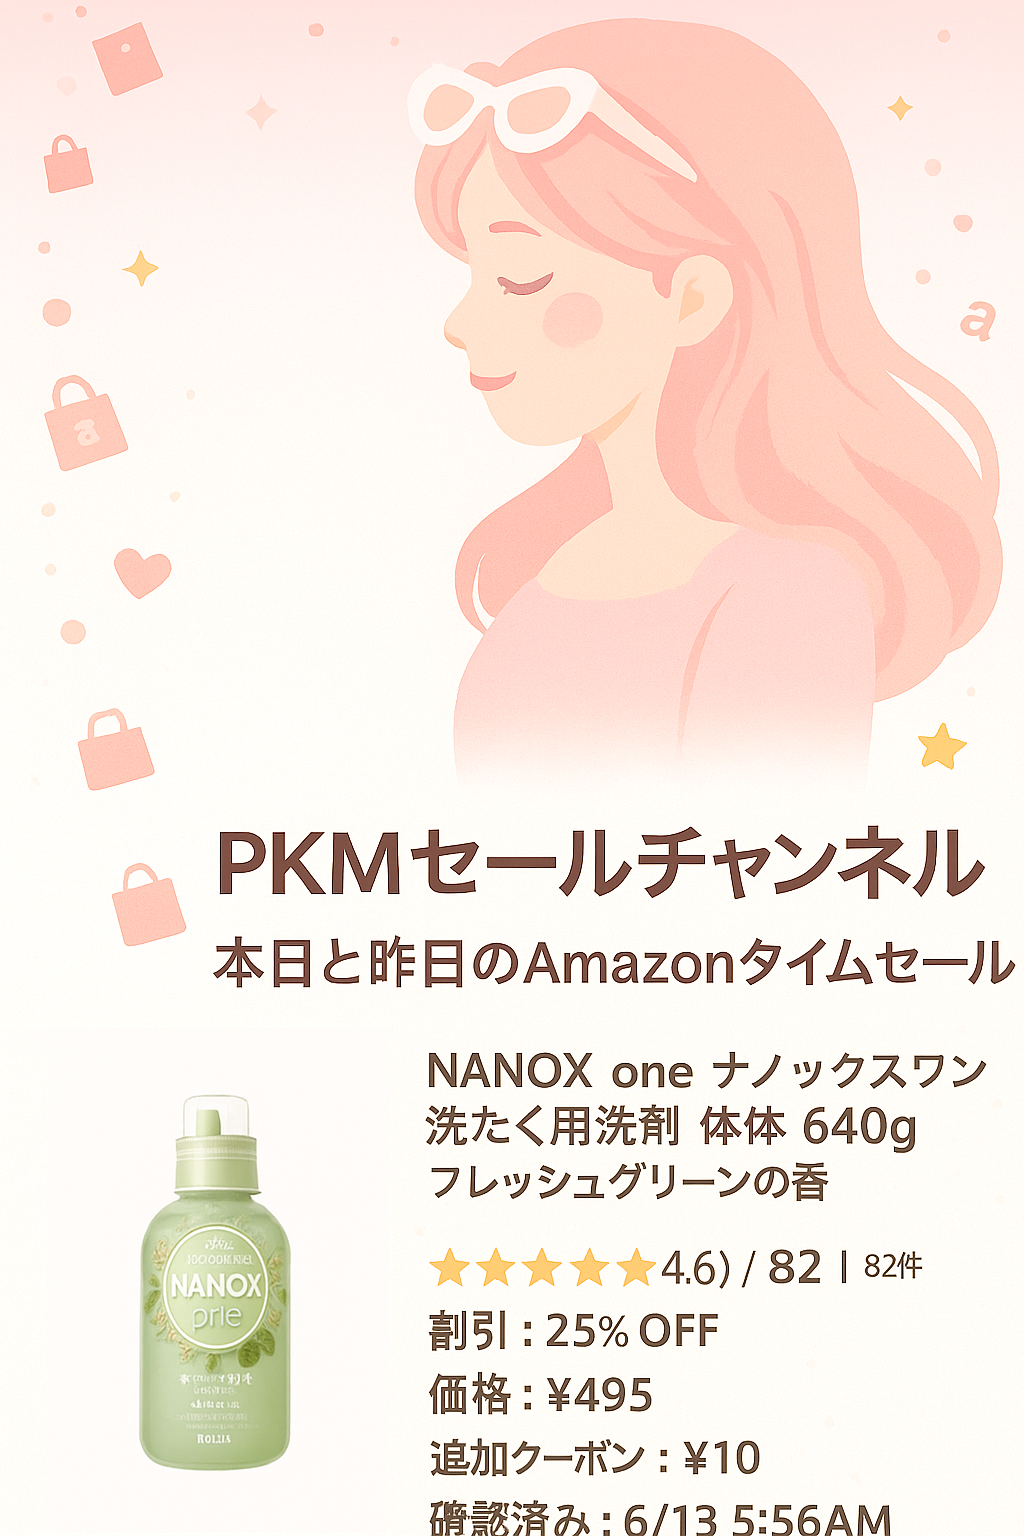 a
a
PKMセールチャンネル
本日と昨日のAmazonタイムセール
NANOX one ナノックスワン
洗たく用洗剤 体体 640g
フレッシュグリーンの香
★★★★★4.6) / 82 | 82件
割引 : 25% OFF
価格 : ¥495
追加クーポン : ¥10
確認済み : 6/13 5:56AM
NANOX
prle